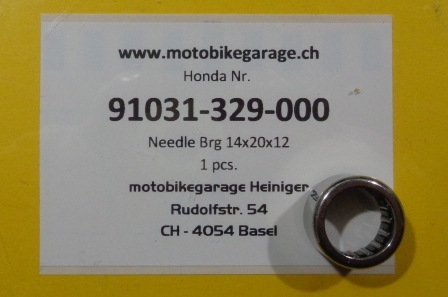 www.motobikegarage.ch
Honda Nr.
91031-329-000
Needle Brg 14x20x12
1 pcs.
motobikegarage Heiniger
Rudolfstr. 54
CH - 4054 Basel